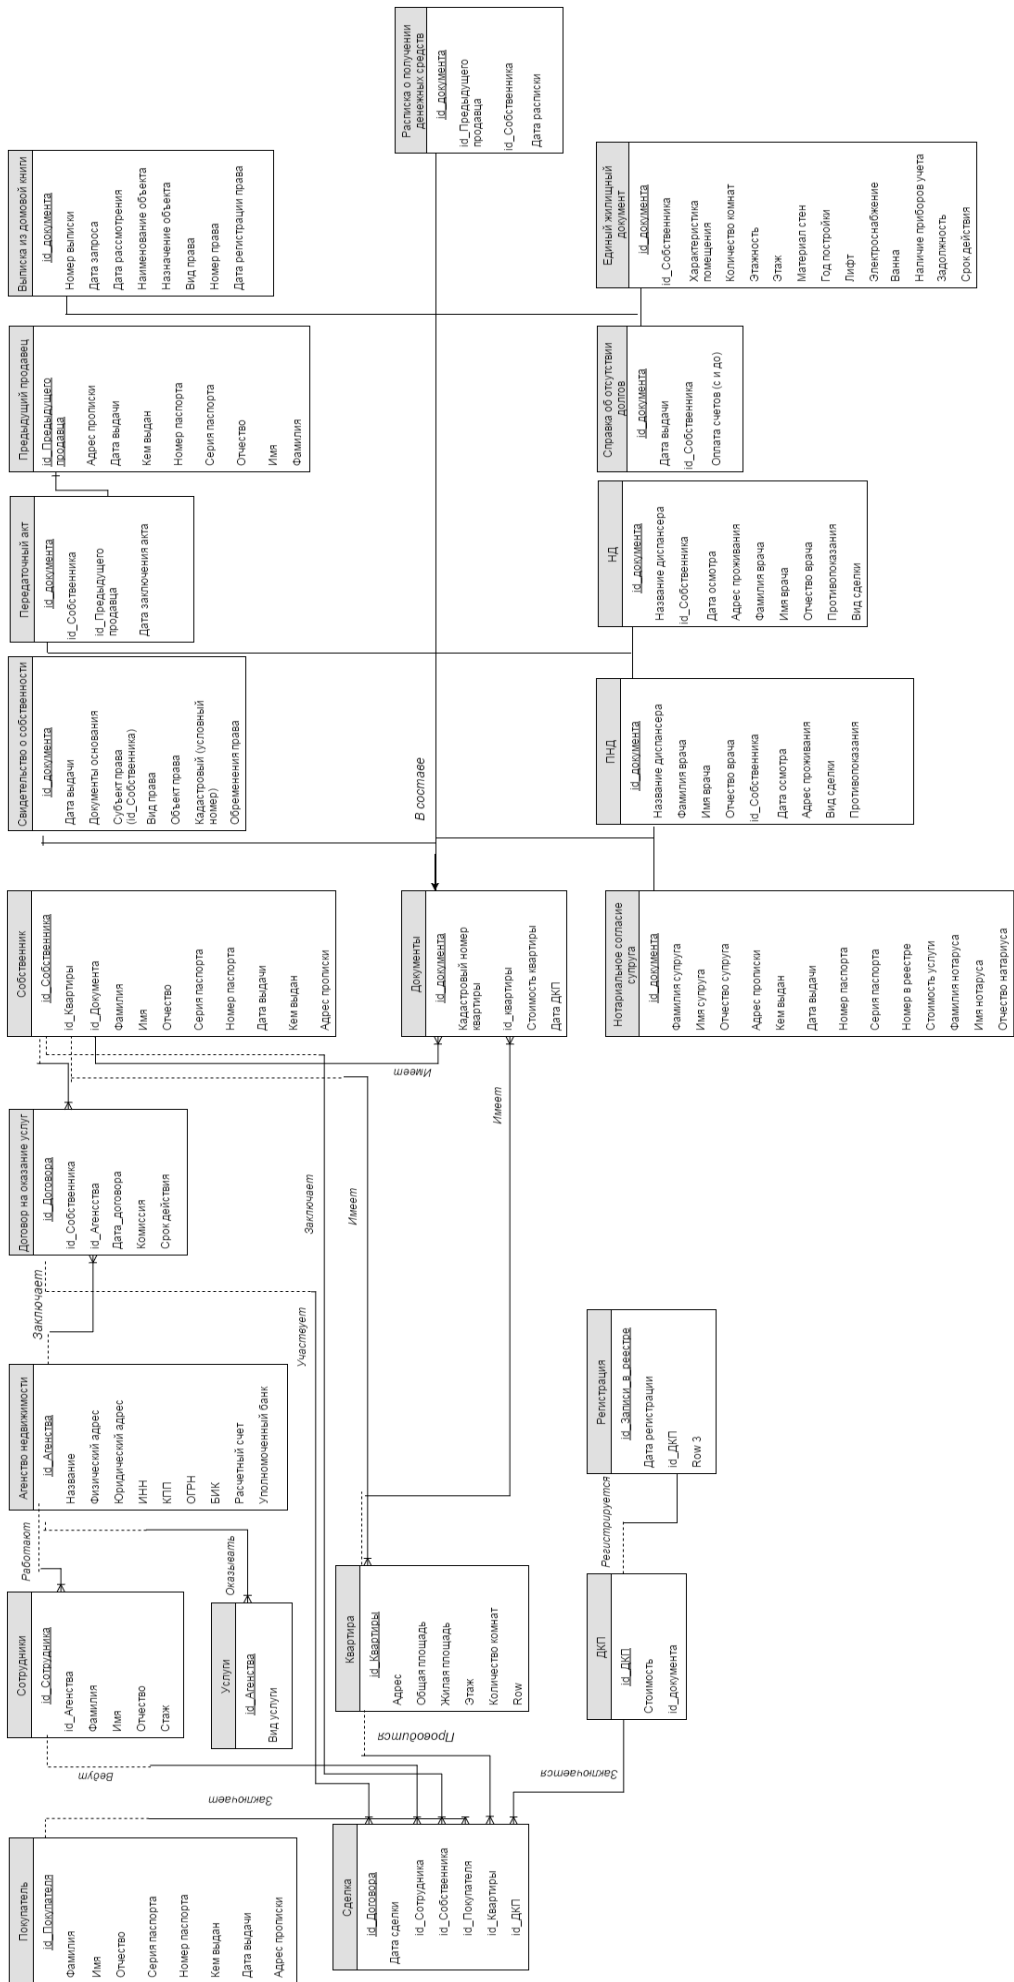 Покупатель
id_Покупателя
Фамилия
Имя
Отчество
Серия паспорта
Номер паспорта
Кем выдан
Дата выдачи
Адрес прописки
Сотрудники
id_Сотрудника
id_Агенства
Фамилия
Имя
Отчество
Стаж
Агенство недвижимости
id_Агенства
Название
Физический адрес
Юридический адрес
ИНН
КПП
ОГРН
БИК
Расчетный счет
Уполномоченный банк
Договор на оказание услуг
id_Договора
id_Собственника
id_Агенсства
Дата_договора
Комиссия
Срок действия
Собственник
id_Собственника
id_Квартиры
id_Документа
Фамилия
Имя
Отчество
Серия паспорта
Номер паспорта
Дата выдачи
Кем выдан
Адрес прописки
Свидетельство о собственности
id_документа
Дата выдачи
Документы основания
Субъект права
(id_Собственника)
Вид права
Объект права
Кадастровый (условный
номер)
Обременения права
Передаточный акт
id_документа
id_Собственника
id_Предыдущего
продавца
Дата заключения акта
Предыдущий продавец
id_Предыдущего
продавца
Адрес прописки
Дата выдачи
Кем выдан
Номер паспорта
Серия паспорта
Отчество
Имя
Фамилия
Выписка из домовой книги
id_документа
Номер выписки
Дата запроса
Дата рассмотрения
Наименование объекта
Назначение объекта
Вид права
Номер права
Дата регистрации права
Работают
Заключает
Ведут
Оказывать
Услуги
id_Агенства
Вид услуги
Заключает
Участвует
Заключает
Имеет
Имеет
Имеет
Сделка
id_Договора
Дата сделки
id_Сотрудника
id_Собственника
id_Покупателя
id_Квартиры
id_ДКП
Проводится
Квартира
id_Квартиры
Адрес
Общая площадь
Жилая площадь
Этаж
Количество комнат
Row
Документы
id_документа
Кадастровый номер
квартиры
id_квартиры
Стоимость квартиры
Дата ДКП
В составе
Расписка о получении
денежных средств
id_документа
id_Предыдущего
продавца
id_Собственника
Дата расписки
Заключается
ДКП
id_ДКП
Стоимость
id_документа
Регистрируется
Регистрация
id_Записи_в_реестре
Дата регистрации
id_ДКП
Row 3
Нотариальное согласие
супруга
id_документа
Фамилия супруга
Имя супруга
Отчество супруга
Адрес прописки
Кем выдан
Дата выдачи
Номер паспорта
Серия паспорта
Номер в реестре
Стоимость услуги
Фамилия нотаруса
Имя нотаруса
Отчество натариуса
ПНД
id_документа
Название диспансера
Фамилия врача
Имя врача
Отчество врача
id_Собственника
Дата осмотра
Адрес проживания
Вид сделки
Противопоказания
НД
id_документа
Название диспансера
id_Собственника
Дата осмотра
Адрес проживания
Фамилия врача
Имя врача
Отчество врача
Противопоказания
Вид сделки
Справка об отсутствии
долгов
id_документа
Дата выдачи
id_Собственника
Оплата счетов (с и до)
Единый жилищный
документ
id_документа
id_Собственника
Характеристика
помещения
Количество комнат
Этажность
Этаж
Материал стен
Год постройки
Лифт
Электроснабжение
Ванна
Наличие приборов учета
Задолжность
Срок действия